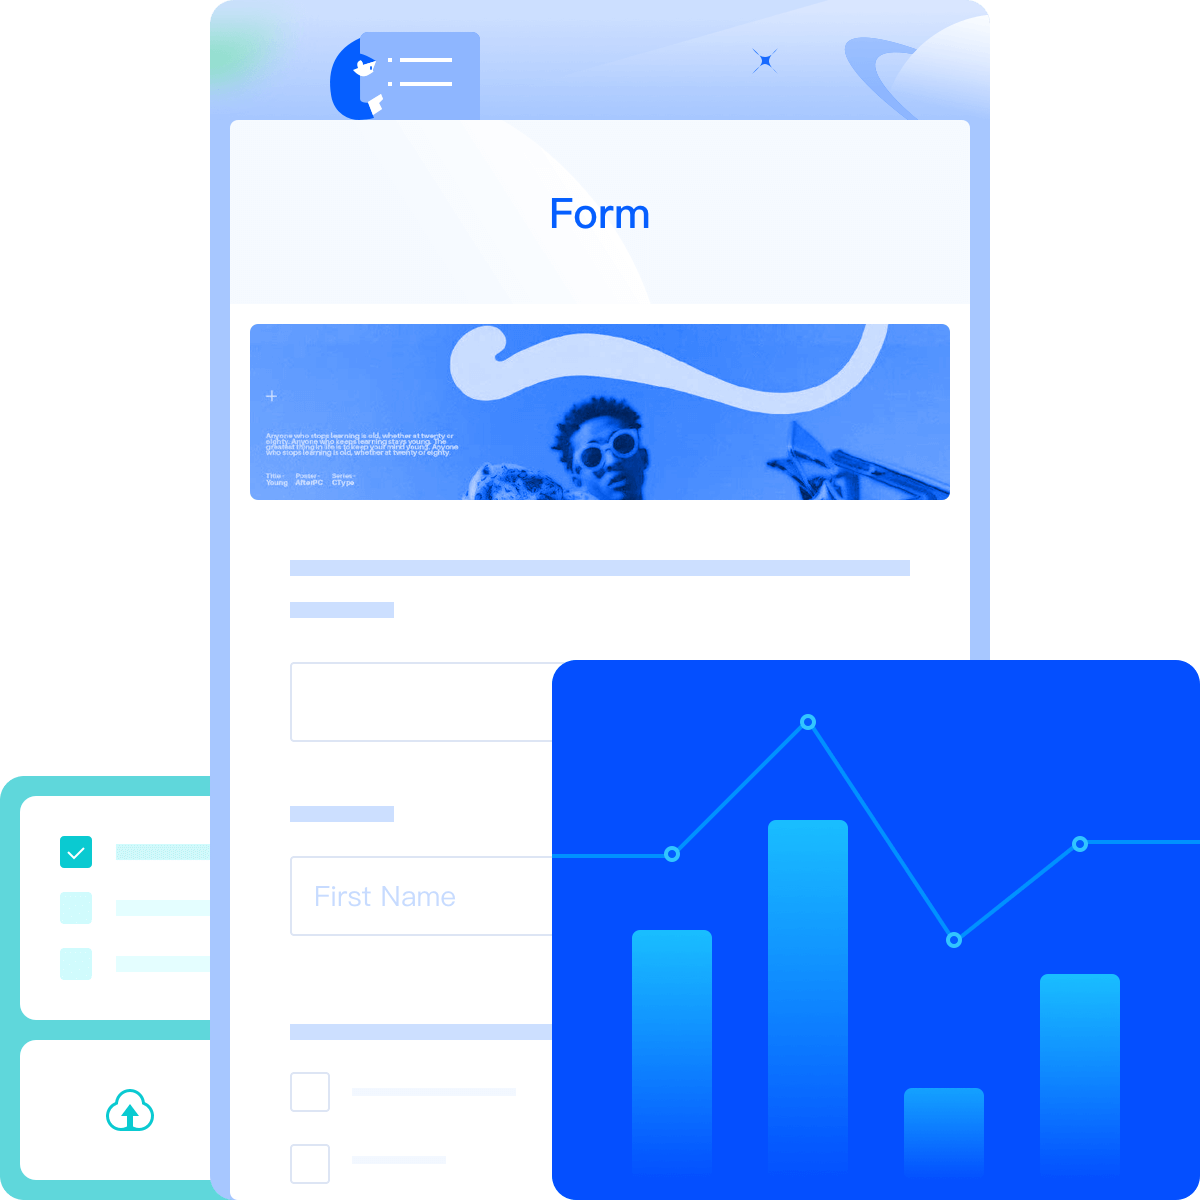 Form
Anyone who stops learning is old, whether at twenty or
eighty. Anyone who keeps learning stays young. The
greatest thing in life is to keep your mind young. Anyone
who stops learning is old, whether at twenty or eighty.
Title- Poster- Series-
Young AfterPC CType
First Name